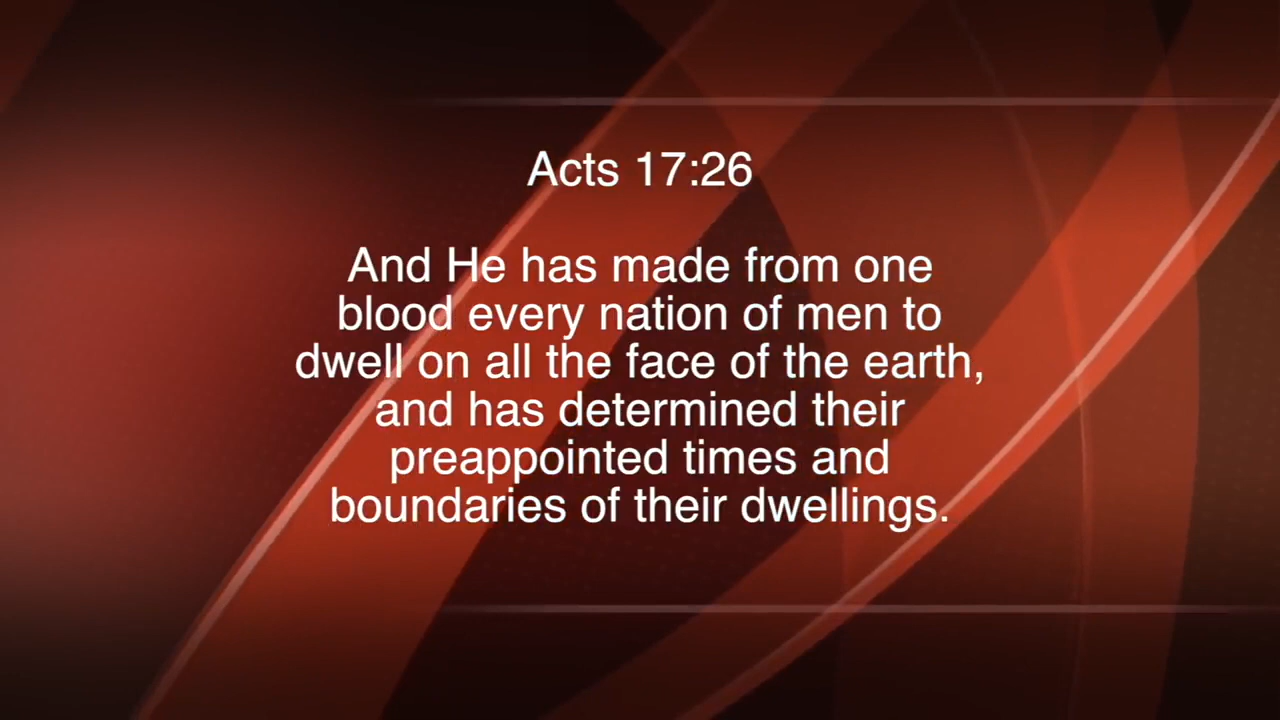 Acts 17:26
And He has made from one
blood every nation of men to
dwell on all the face of the earth,
and has determined their
preappointed times and
boundaries of their dwellings.